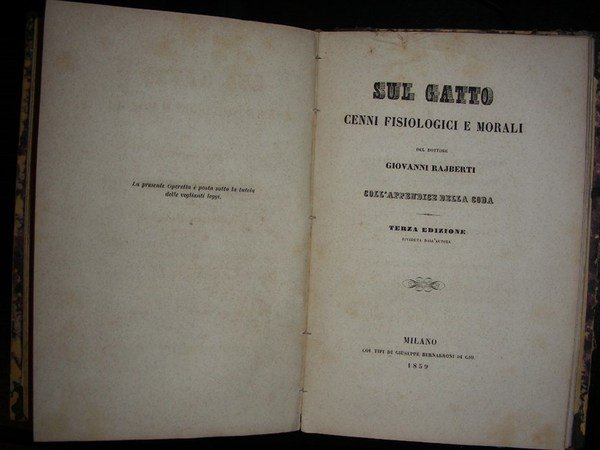 La presente Operetta è posta sotto la tutela
delle veglianti leggi.
SUL GATTO
CENNI FISIOLOGICI E MORALI
DEL DOTTORE
GIOVANNI RAJBERTI
COLL'APPENDICE DELLA CODA
TERZA EDIZIONE
RIVEDUTA DALL'AUTORE
MILANO
COI TIPI DI GIUSEPPE BERNARDONI DI GIO.
1859